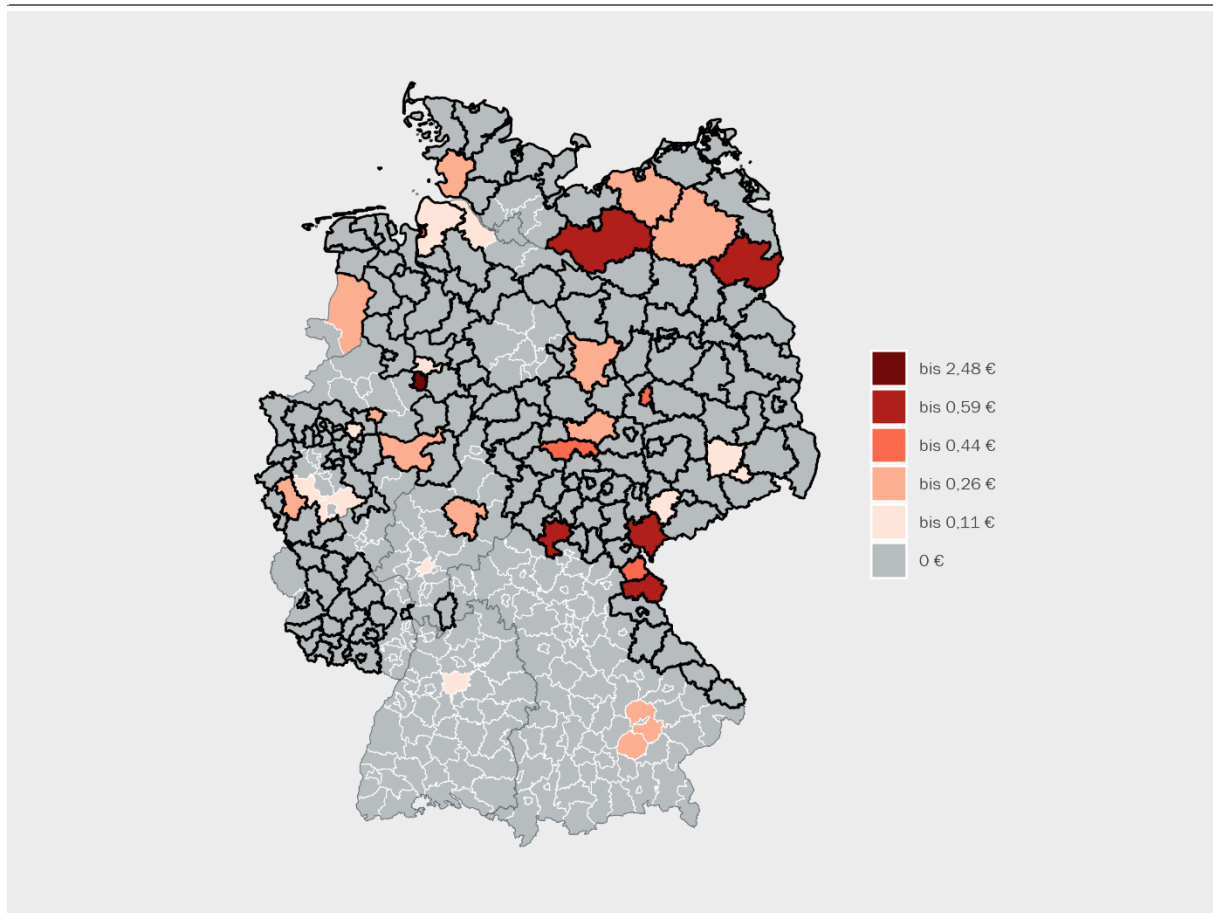 bis 2,48 €
bis 0,59 €
bis 0,44 €
bis 0,26 €
bis 0,11 €
0 €